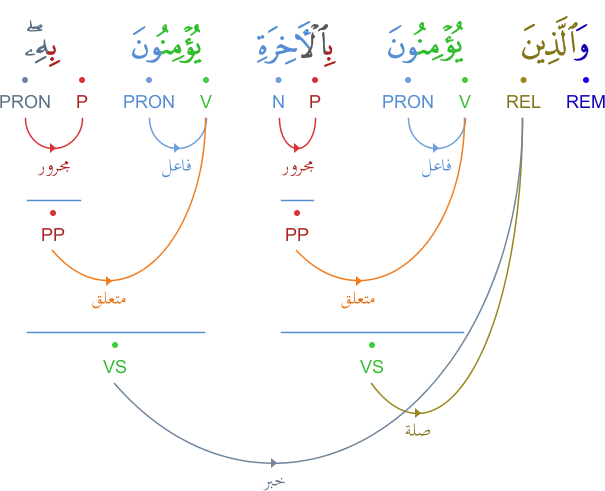 وَٱلَّذِينَ يُؤْمِنُونَ بِٱلْـَٔاخِرَةِ يُؤْمِنُونَ بِهِۦۖ
REM REL V PRON P N V PRON P PRON
فاعل مجرور فاعل مجرور
PP PP
متعلق متعلق
VS VS
صلة
خبر